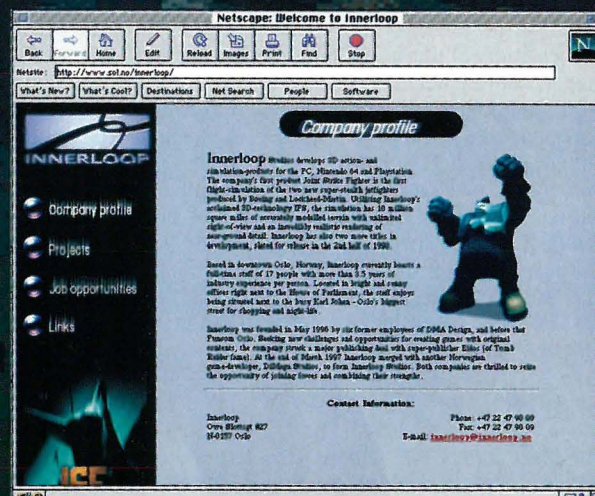 Netscape: Welcome to Innerloop
Back
Forward
Home
Edit
Reload
Images
Print
Find
Stop
N
Netsite: http://www.sol.no/innerloop/
What's New?
What's Cool?
Destinations
Net Search
People
Software
INNERLOOP
Company profile
Projects
Job opportunities
Links
ICE
Company profile
Innerloop Studios develops 3D action- and
simulation-products for the PC, Nintendo 64 and Playstation.
The company's first product Joint Strike Fighter is the first
flight-simulation of the two new super-stealth jetfighters
produced by Boeing and Lockheed-Martin. Utilizing Innerloop's
acclaimed 3D-technology IFS, the simulation has 18 million
square miles of accurately modelled terrain with unlimited
sight-of-view and an incredibly realistic rendering of
near-ground detail. Innerloop has also two more titles in
development, slated for release in the 2nd half of 1998.
Based in downtown Oslo, Norway, Innerloop currently boasts a
full-time staff of 17 people with more than 3.5 years of
industry experience per person. Located in bright and sunny
offices right next to the House of Parliament, the staff enjoys
being situated next to the busy Karl Johan - Oslo's biggest
street for shopping and night-life.
Innerloop was founded in May 1996 by six former employees of DMA Design, and before that
Funcom Oslo. Seeking new challenges and opportunities for creating games with original
contents, the company struck a major publishing deal with super-publisher Eidos (of Tomb
Raider fame). At the end of March 1997 Innerloop merged with another Norwegian
game-developer, Studios, to form Innerloop Studios. Both companies are thrilled to seize
the opportunity of joining forces and combining their strengths.
Contact Information:
Innerloop
Øvre Slottsgt #27
N-0157 Oslo
Phone: +47 22 47 98 09
Fax: +47 22 47 98 09
E-mail: innerloop@innerloop.no